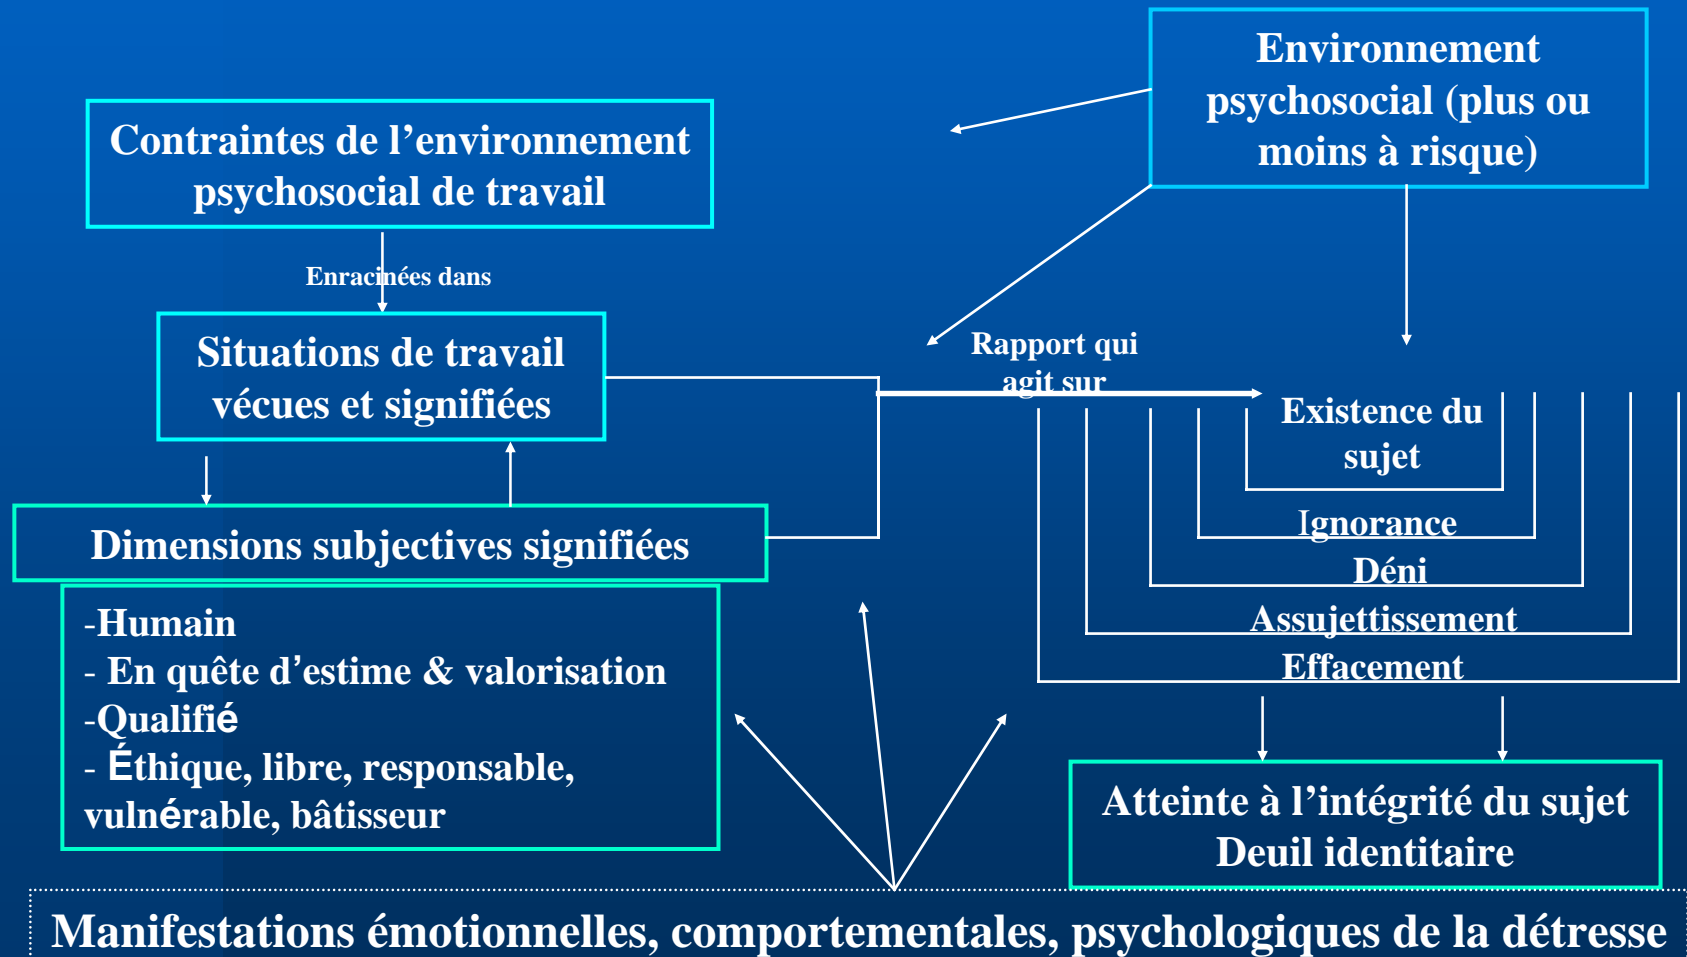 Environnement
psychosocial (plus ou
moins à risque)
Contraintes de l’environnement
psychosocial de travail
Enracinées dans
Situations de travail
vécues et signifiées
Rapport qui
agit sur
Existence du
sujet
Dimensions subjectives signifiées
Ignorance
Déni
Assujettissement
Effacement
-Humain
- En quête d’estime & valorisation
-Qualifié
- Éthique, libre, responsable,
vulnérable, bâtisseur
Atteinte à l’intégrité du sujet
Deuil identitaire
Manifestations émotionnelles, comportementales, psychologiques de la détresse